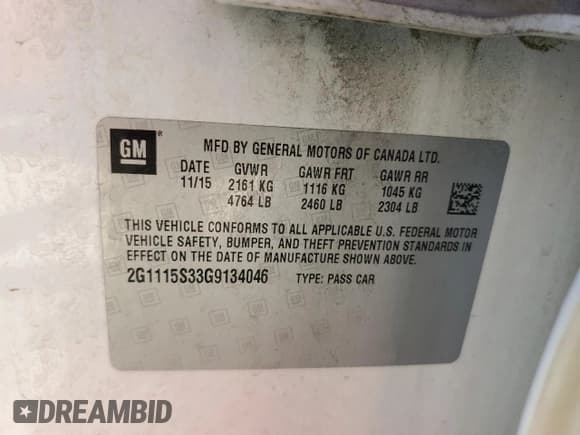 GM
MFD BY GENERAL MOTORS OF CANADA LTD.
DATE GVWR GAWR FRT GAWR RR
11/15 2161 KG 1116 KG 1045 KG
4764 LB 2460 LB 2304 LB
THIS VEHICLE CONFORMS TO ALL APPLICABLE U.S. FEDERAL MOTOR
VEHICLE SAFETY, BUMPER, AND THEFT PREVENTION STANDARDS IN
EFFECT ON THE DATE OF MANUFACTURE SHOWN ABOVE.
2G1115S33G9134046 TYPE: PASS CAR
DREAMBID